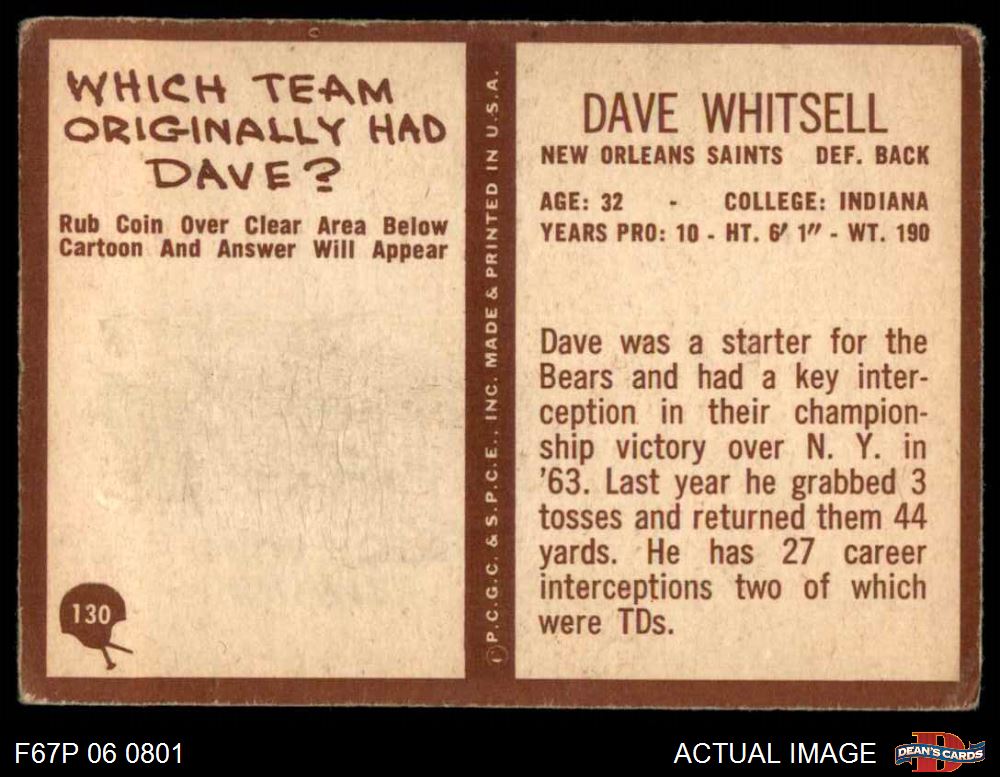 WHICH TEAM
ORIGINALLY HAD
DAVE?
Rub Coin Over Clear Area Below
Cartoon And Answer Will Appear
130
©P.C.G.C. & S.P.C.E., INC. MADE & PRINTED IN U.S.A.
DAVE WHITSELL
NEW ORLEANS SAINTS DEF. BACK
AGE: 32 - COLLEGE: INDIANA
YEARS PRO: 10 - HT. 6' 1" - WT. 190
Dave was a starter for the
Bears and had a key inter-
ception in their champion-
ship victory over N. Y. in
'63. Last year he grabbed 3
tosses and returned them 44
yards. He has 27 career
interceptions two of which
were TDs.
F67P 06 0801
ACTUAL IMAGE
D
DEAN'S CARDS